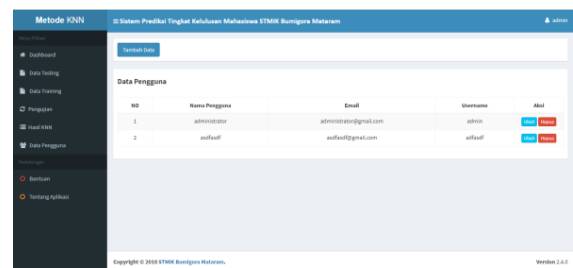 Metode KNN
Sistem Prediksi Tingkat Kelulusan Mahasiswa STMIK Bumigora Mataram
admin
Menu Pilihan
Dashboard
Data Testing
Data Training
Pengujian
Hasil KNN
Data Pengguna
Bantuan
Tentang Aplikasi
Tambah Data
Data Pengguna
NO Nama Pengguna Email Username Aksi
1 administrator administrator@gmail.com admin Ubah Hapus
2 asdfasdf asdfasdf@gmail.com adfasdf Ubah Hapus
Copyright © 2018 STMIK Bumigora Mataram.
Version 2.4.0